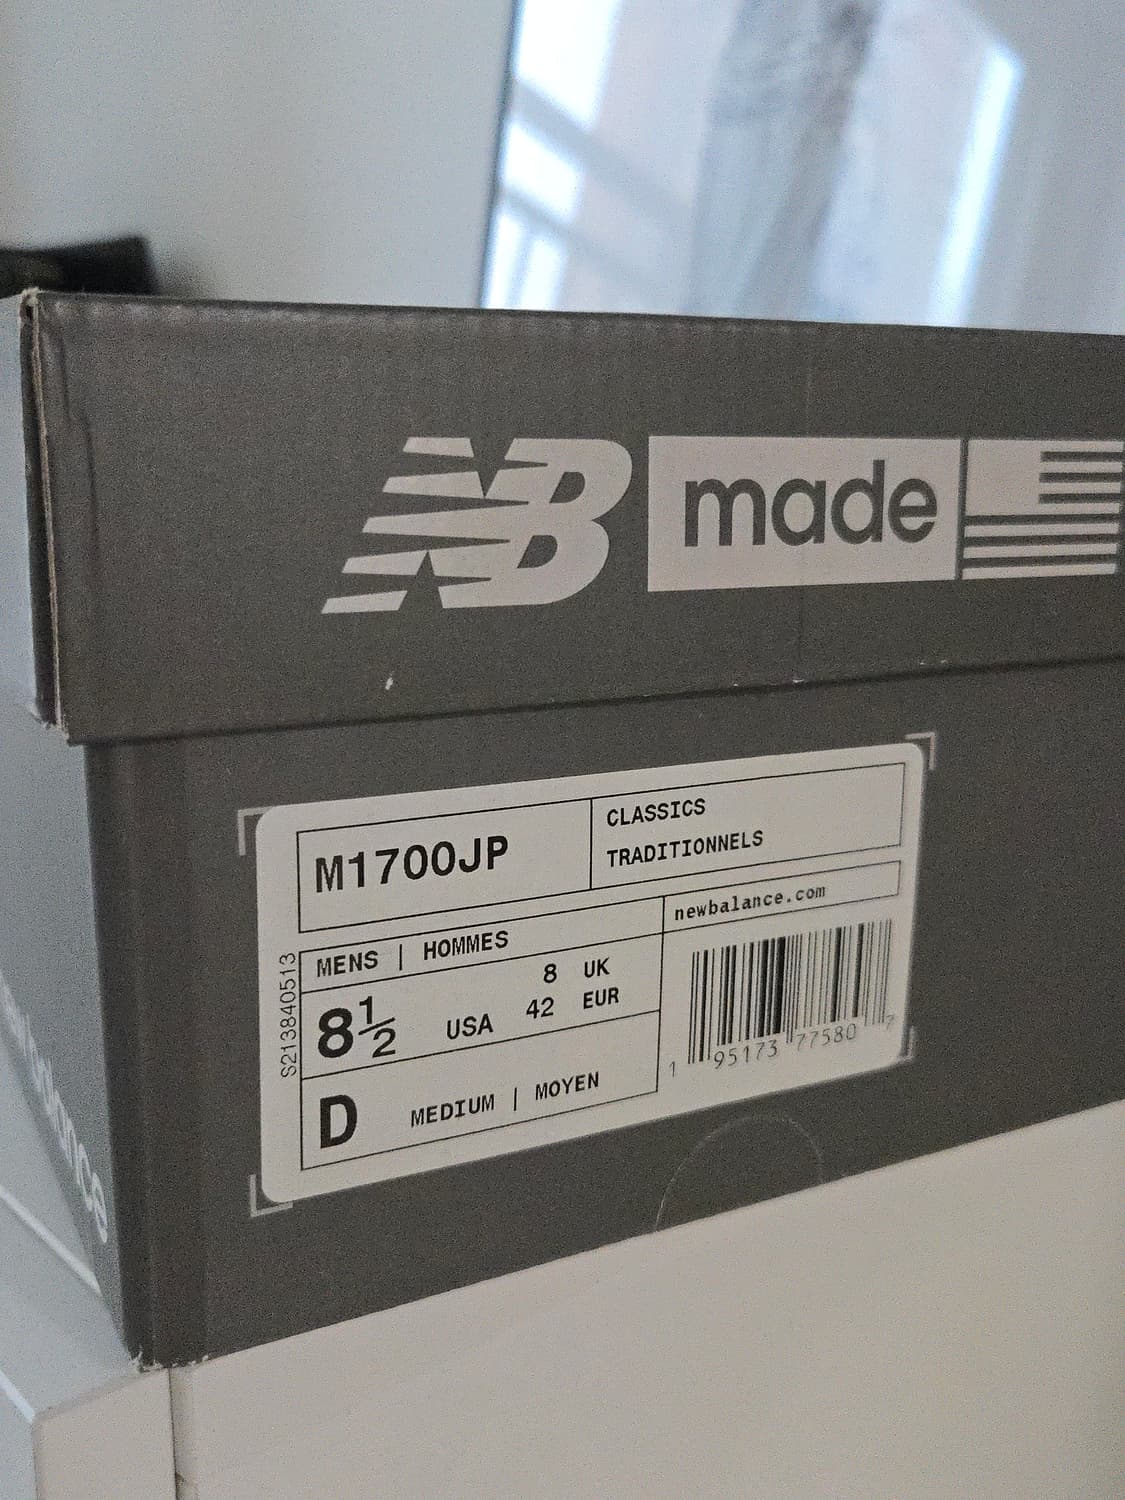 NB made
M1700JP
CLASSICS
TRADITIONNELS
newbalance.com
MENS | HOMMES
8½ USA
8 UK
42 EUR
D MEDIUM | MOYEN
S213840513
1 95173 77580 7
new balance